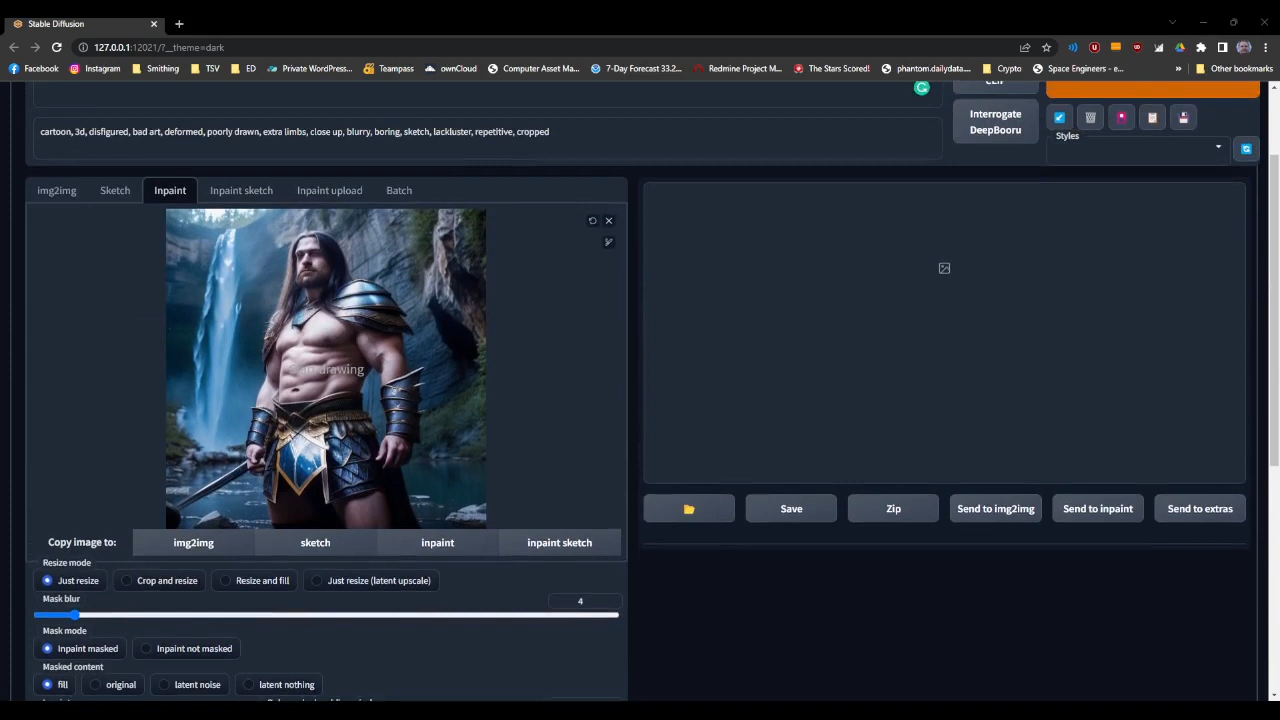 Stable Diffusion
127.0.0.1:12021/?__theme=dark
Facebook
Instagram
Smithing
TSV
ED
Private WordPress...
Teampass
ownCloud
Computer Asset Ma...
7-Day Forecast 33.2...
Redmine Project M...
The Stars Scored!
phantom.dailydata...
Crypto
Space Engineers - e...
»
Other bookmarks
CLIP
Interrogate
DeepBooru
Styles
cartoon, 3d, disfigured, bad art, deformed, poorly drawn, extra limbs, close up, blurry, boring, sketch, lackluster, repetitive, cropped
img2img
Sketch
Inpaint
Inpaint sketch
Inpaint upload
Batch
drawing
Copy image to:
img2img
sketch
inpaint
inpaint sketch
Save
Zip
Send to img2img
Send to inpaint
Send to extras
Resize mode
Just resize
Crop and resize
Resize and fill
Just resize (latent upscale)
Mask blur
4
Mask mode
Inpaint masked
Inpaint not masked
Masked content
fill
original
latent noise
latent nothing